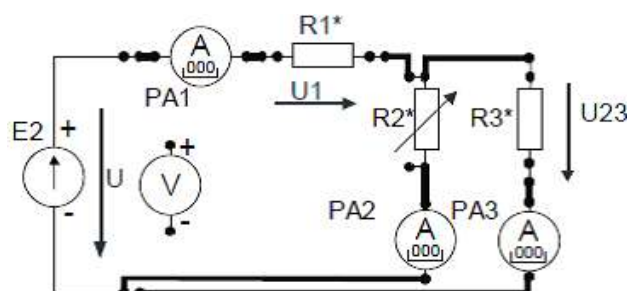 R1*
A
000
PA1
U1
R2*
R3*
U23
E2
+
-
U
+
V
-
PA2
PA3
A
000
A
000